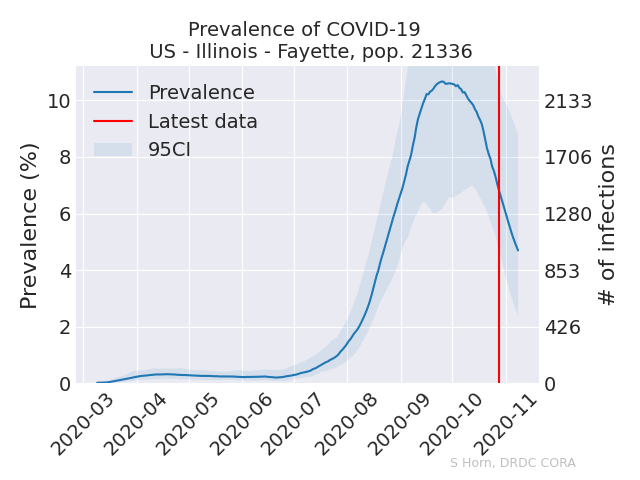 Prevalence of COVID-19
US - Illinois - Fayette, pop. 21336
Prevalence
Latest data
95CI
Prevalence (%)
10
8
6
4
2
0
2133
1706
1280
853
426
0
# of infections
2020-03
2020-04
2020-05
2020-06
2020-07
2020-08
2020-09
2020-10
2020-11
S Horn, DRDC CORA